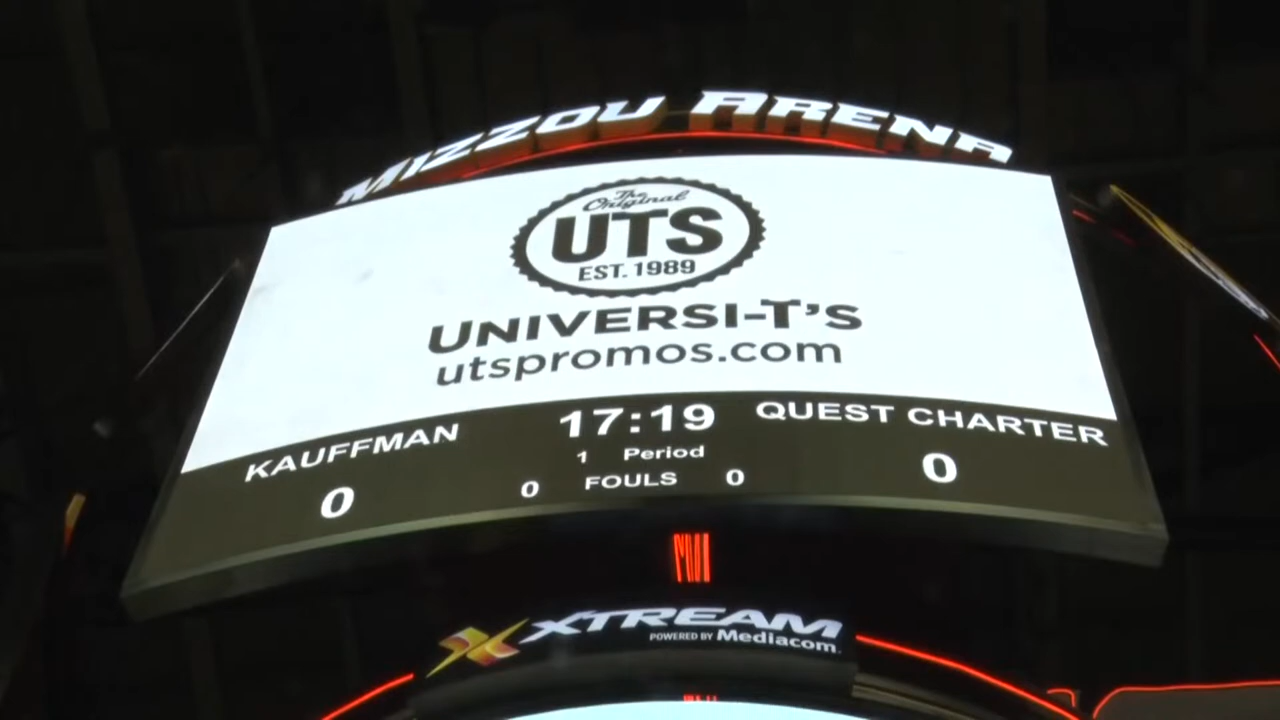 MIZZOU ARENA
The
Original
UTS
EST. 1989
UNIVERSI-T'S
utspromos.com
KAUFFMAN 17:19 QUEST CHARTER
1 Period
0 0 FOULS 0 0
XTREAM
POWERED BY Mediacom